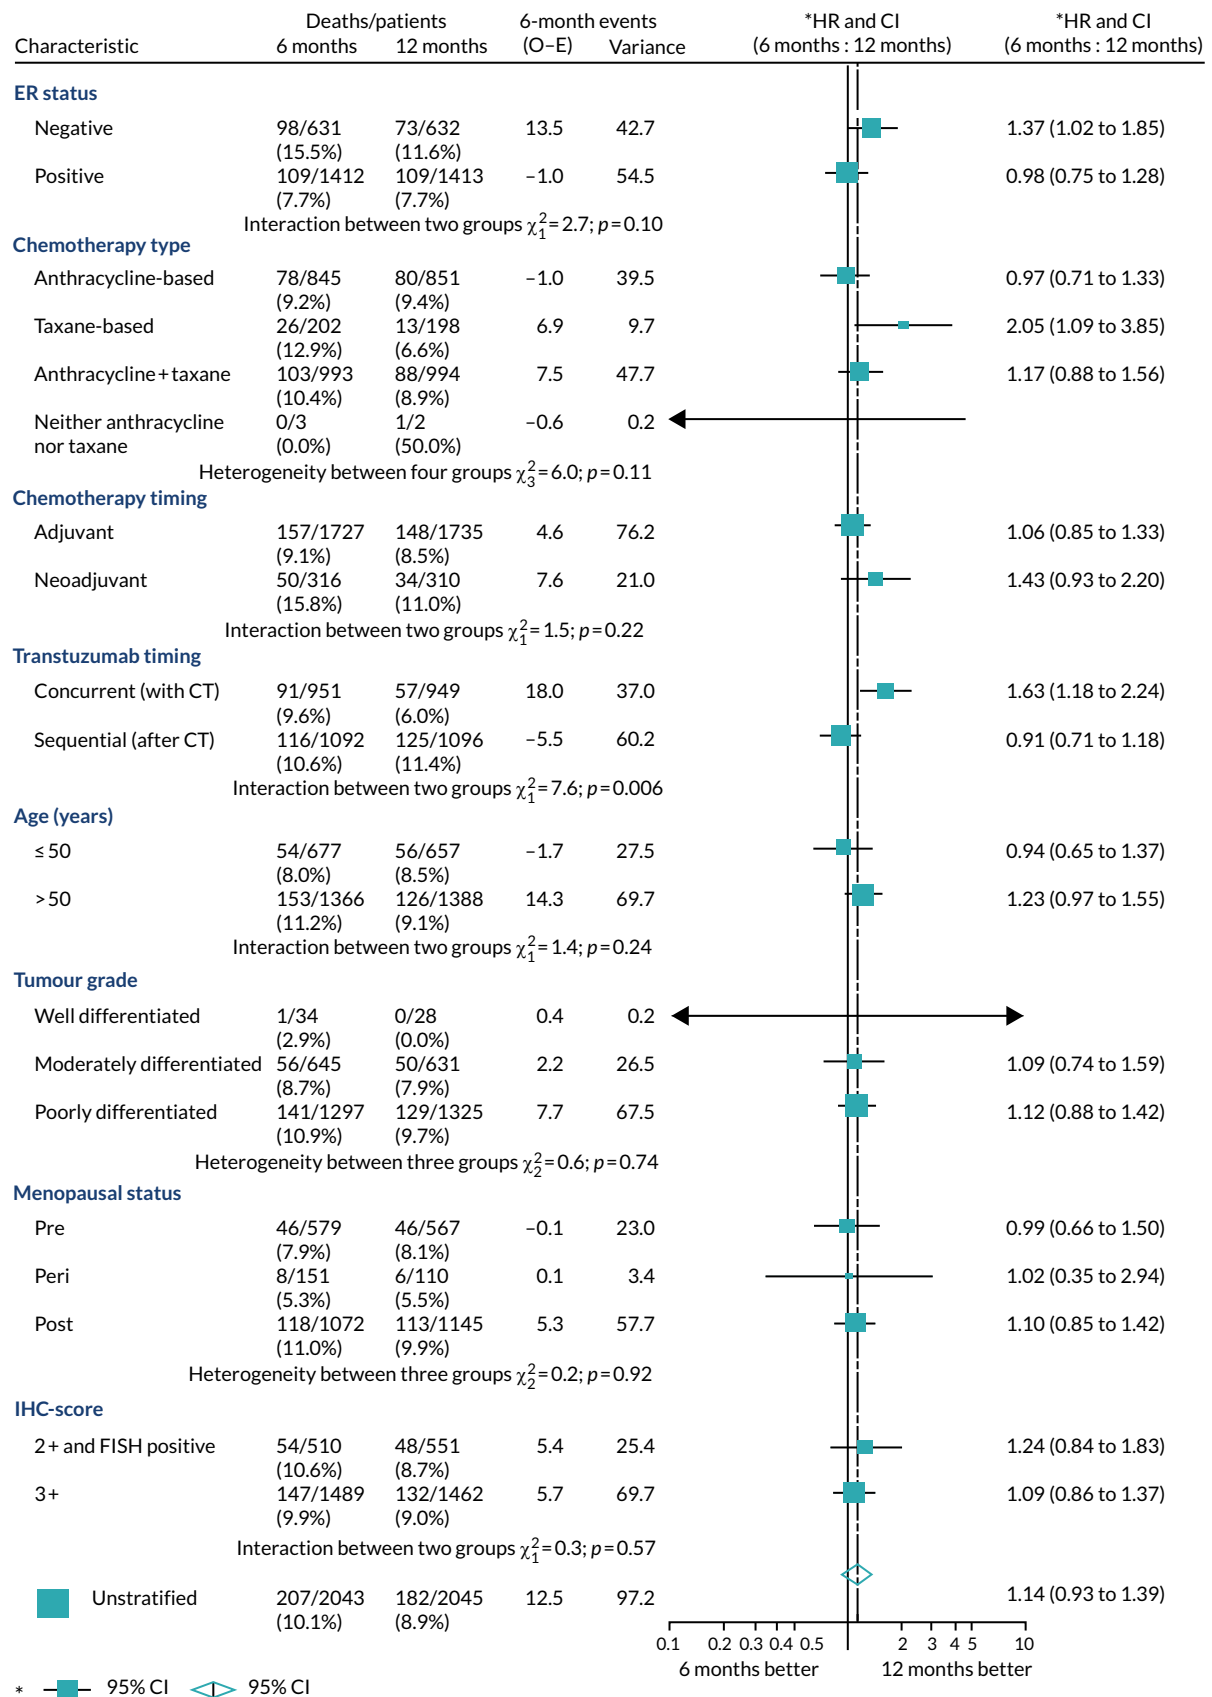 Deaths/patients 6-month events *HR and CI *HR and CI
Characteristic 6 months 12 months (O–E) Variance (6 months : 12 months) (6 months : 12 months)
ER status
Negative 98/631 73/632 13.5 42.7 1.37 (1.02 to 1.85)
(15.5%) (11.6%)
Positive 109/1412 109/1413 –1.0 54.5 0.98 (0.75 to 1.28)
(7.7%) (7.7%)
Interaction between two groups χ²₁=2.7; p=0.10
Chemotherapy type
Anthracycline-based 78/845 80/851 –1.0 39.5 0.97 (0.71 to 1.33)
(9.2%) (9.4%)
Taxane-based 26/202 13/198 6.9 9.7 2.05 (1.09 to 3.85)
(12.9%) (6.6%)
Anthracycline+taxane 103/993 88/994 7.5 47.7 1.17 (0.88 to 1.56)
(10.4%) (8.9%)
Neither anthracycline 0/3 1/2 –0.6 0.2
nor taxane (0.0%) (50.0%)
Heterogeneity between four groups χ²₃=6.0; p=0.11
Chemotherapy timing
Adjuvant 157/1727 148/1735 4.6 76.2 1.06 (0.85 to 1.33)
(9.1%) (8.5%)
Neoadjuvant 50/316 34/310 7.6 21.0 1.43 (0.93 to 2.20)
(15.8%) (11.0%)
Interaction between two groups χ²₁=1.5; p=0.22
Transtuzumab timing
Concurrent (with CT) 91/951 57/949 18.0 37.0 1.63 (1.18 to 2.24)
(9.6%) (6.0%)
Sequential (after CT) 116/1092 125/1096 –5.5 60.2 0.91 (0.71 to 1.18)
(10.6%) (11.4%)
Interaction between two groups χ²₁=7.6; p=0.006
Age (years)
≤50 54/677 56/657 –1.7 27.5 0.94 (0.65 to 1.37)
(8.0%) (8.5%)
>50 153/1366 126/1388 14.3 69.7 1.23 (0.97 to 1.55)
(11.2%) (9.1%)
Interaction between two groups χ²₁=1.4; p=0.24
Tumour grade
Well differentiated 1/34 0/28 0.4 0.2
(2.9%) (0.0%)
Moderately differentiated 56/645 50/631 2.2 26.5 1.09 (0.74 to 1.59)
(8.7%) (7.9%)
Poorly differentiated 141/1297 129/1325 7.7 67.5 1.12 (0.88 to 1.42)
(10.9%) (9.7%)
Heterogeneity between three groups χ²₂=0.6; p=0.74
Menopausal status
Pre 46/579 46/567 –0.1 23.0 0.99 (0.66 to 1.50)
(7.9%) (8.1%)
Peri 8/151 6/110 0.1 3.4 1.02 (0.35 to 2.94)
(5.3%) (5.5%)
Post 118/1072 113/1145 5.3 57.7 1.10 (0.85 to 1.42)
(11.0%) (9.9%)
Heterogeneity between three groups χ²₂=0.2; p=0.92
IHC-score
2+ and FISH positive 54/510 48/551 5.4 25.4 1.24 (0.84 to 1.83)
(10.6%) (8.7%)
3+ 147/1489 132/1462 5.7 69.7 1.09 (0.86 to 1.37)
(9.9%) (9.0%)
Interaction between two groups χ²₁=0.3; p=0.57
Unstratified 207/2043 182/2045 12.5 97.2 1.14 (0.93 to 1.39)
(10.1%) (8.9%)
0.1 0.2 0.3 0.4 0.5 2 3 4 5 10
6 months better 12 months better
* 95% CI 95% CI